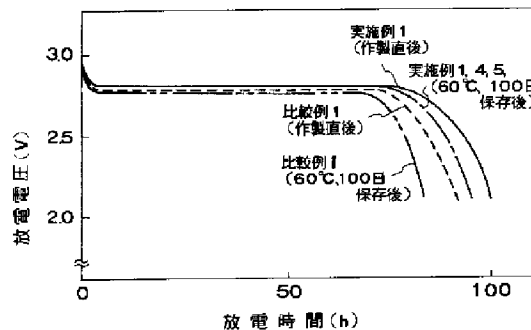 3.0
2.5
2.0
放電電圧(V)
実施例1
(作製直後)
実施例1,4,5,
(60℃,100日
保存後)
比較例1
(作製直後)
比較例1
(60℃,100日
保存後)
0
50
100
放電時間(h)